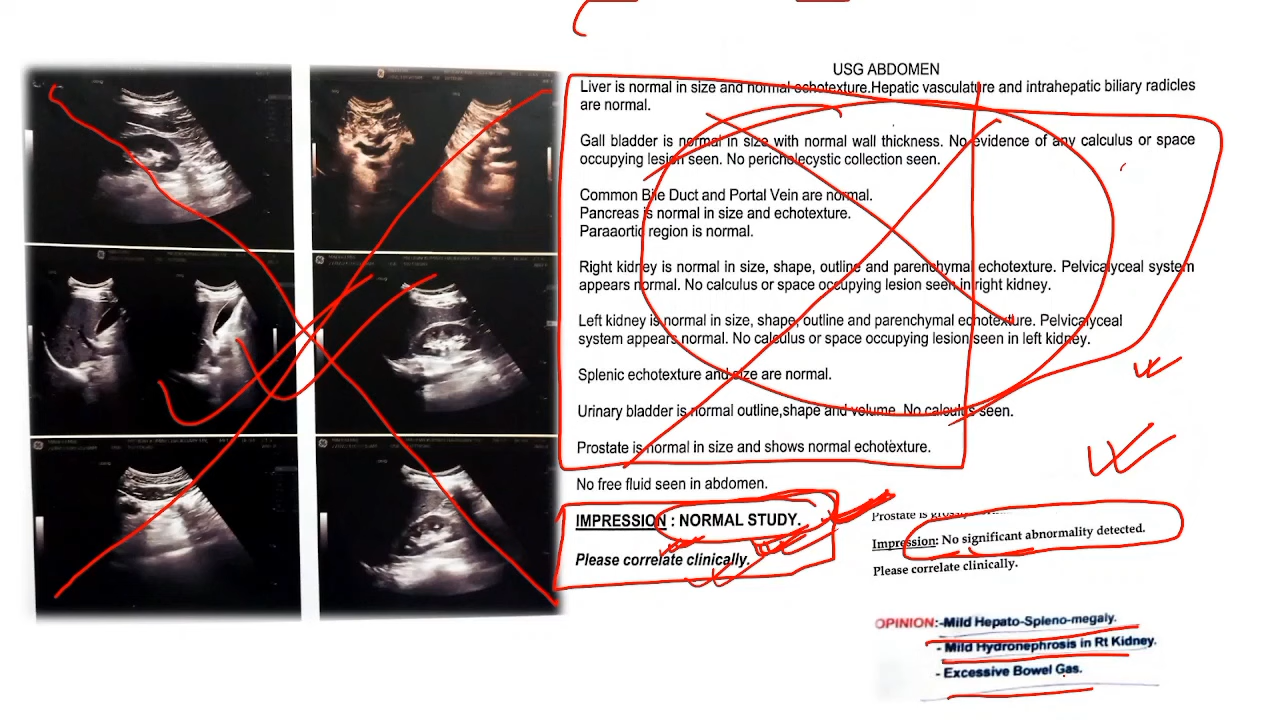 USG ABDOMEN
Liver is normal in size and normal echotexture.Hepatic vasculature and intrahepatic biliary radicles
are normal.
Gall bladder is normal in size with normal wall thickness. No evidence of any calculus or space
occupying lesion seen. No pericholecystic collection seen.
Common Bile Duct and Portal Vein are normal.
Pancreas is normal in size and echotexture.
Paraaortic region is normal.
Right kidney is normal in size, shape, outline and parenchymal echotexture. Pelvicalyceal system
appears normal. No calculus or space occupying lesion seen in right kidney.
Left kidney is normal in size, shape, outline and parenchymal echotexture. Pelvicalyceal
system appears normal. No calculus or space occupying lesion seen in left kidney.
Splenic echotexture and size are normal.
Urinary bladder is normal outline,shape and volume. No calculus seen.
Prostate is normal in size and shows normal echotexture.
No free fluid seen in abdomen.
IMPRESSION : NORMAL STUDY.
Please correlate clinically.
Prostate is
Impression: No significant abnormality detected.
Please correlate clinically.
OPINION:-Mild Hepato-Spleno-megaly.
- Mild Hydronephrosis in Rt Kidney.
- Excessive Bowel Gas.